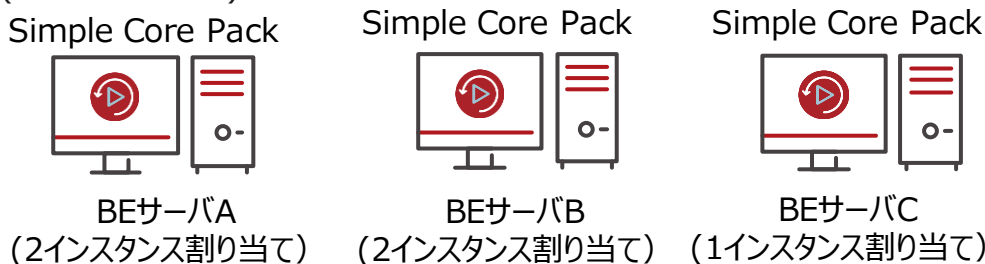 Simple Core Pack
Simple Core Pack
Simple Core Pack
BEサーバA
(2インスタンス割り当て)
BEサーバB
(2インスタンス割り当て)
BEサーバC
(1インスタンス割り当て)